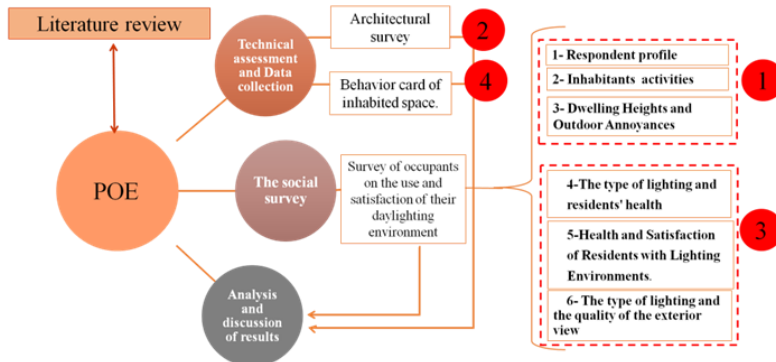 Literature review
POE
Technical
assessment and Data
collection
Architectural
survey
2
Behavior card of
inhabited space.
4
The social
survey
Survey of occupants
on the use and
satisfaction of their
daylighting
environment
Analysis
and
discussion
of results
1- Respondent profile
2- Inhabitants activities
3- Dwelling Heights and
Outdoor Annoyances
1
4-The type of lighting and
residents' health
5-Health and Satisfaction
of Residents with Lighting
Environments.
6- The type of lighting and
the quality of the exterior
view
3